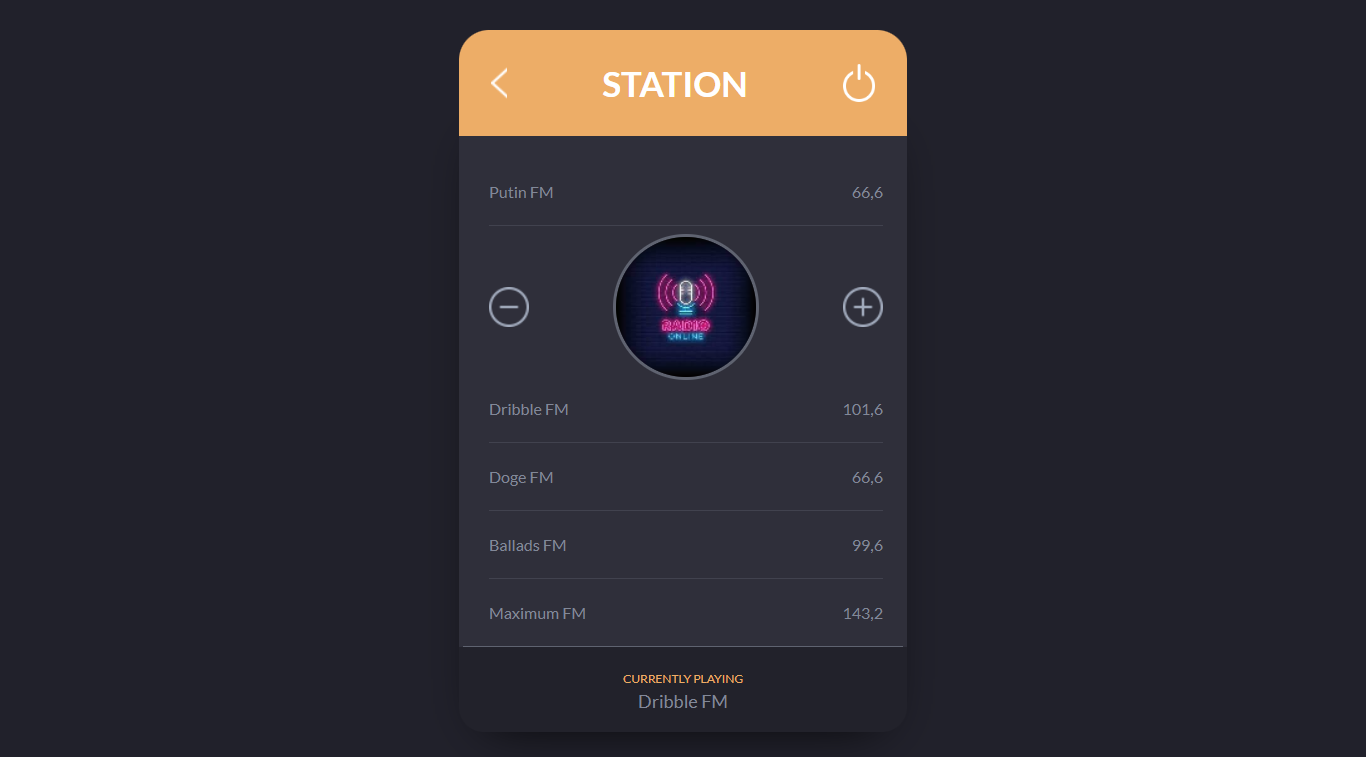 STATION
Putin FM 66,6
RADIO
ONLINE
Dribble FM 101,6
Doge FM 66,6
Ballads FM 99,6
Maximum FM 143,2
CURRENTLY PLAYING
Dribble FM